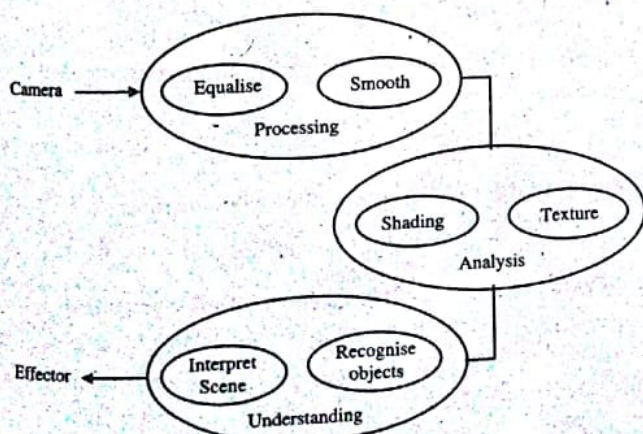 Camera
Equalise
Smooth
Processing
Shading
Texture
Analysis
Effector
Interpret
Scene
Recognise
objects
Understanding